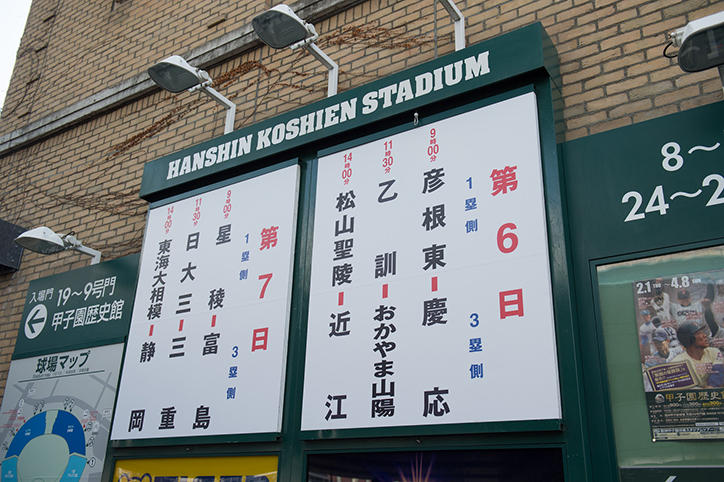 HANSHIN KOSHIEN STADIUM
第6日
1塁側 3塁側
9時00分 彦根東-慶応
11時30分 乙訓-おかやま山陽
14時00分 松山聖陵-近江
第7日
1塁側 3塁側
9時00分 星稜-富島
11時30分 日大三-三重
14時00分 東海大相模-静岡
入場門 19〜9号門
甲子園歴史館
球場マップ
8〜
24〜2
2.1 4.8